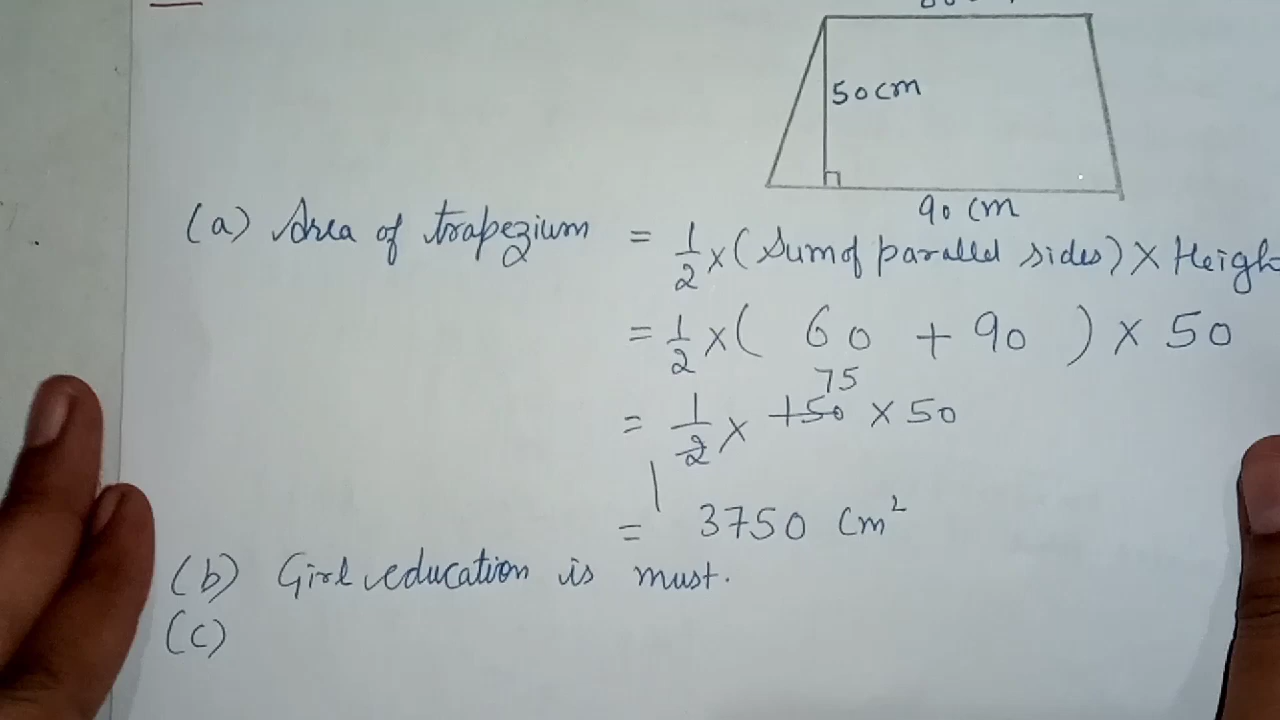 50cm
90 cm
(a) Area of trapezium = 1/2 × (Sum of parallel sides) × Heigh
= 1/2 × ( 60 + 90 ) × 50
75
= 1/2 × 150 × 50
1
= 3750 cm²
(b) Girl education is must.
(c)